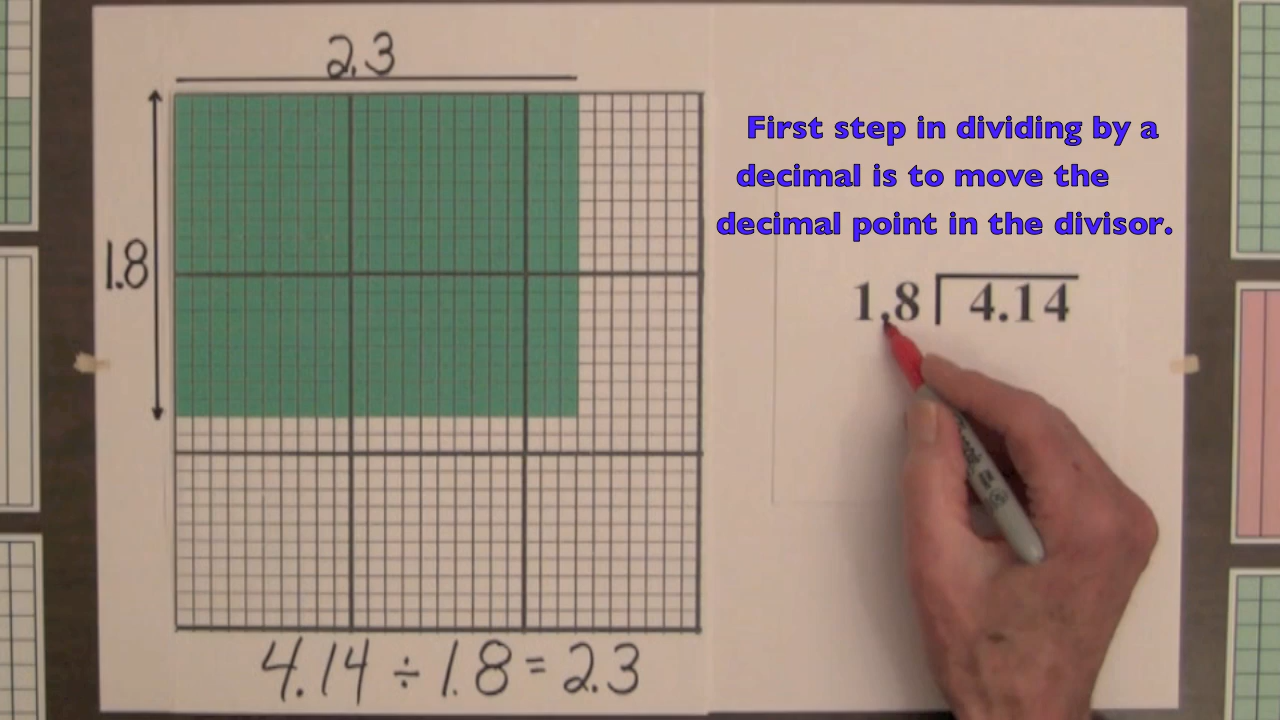 2.3
First step in dividing by a
decimal is to move the
decimal point in the divisor.
1.8
1.8 4.14
4.14 ÷ 1.8 = 2.3